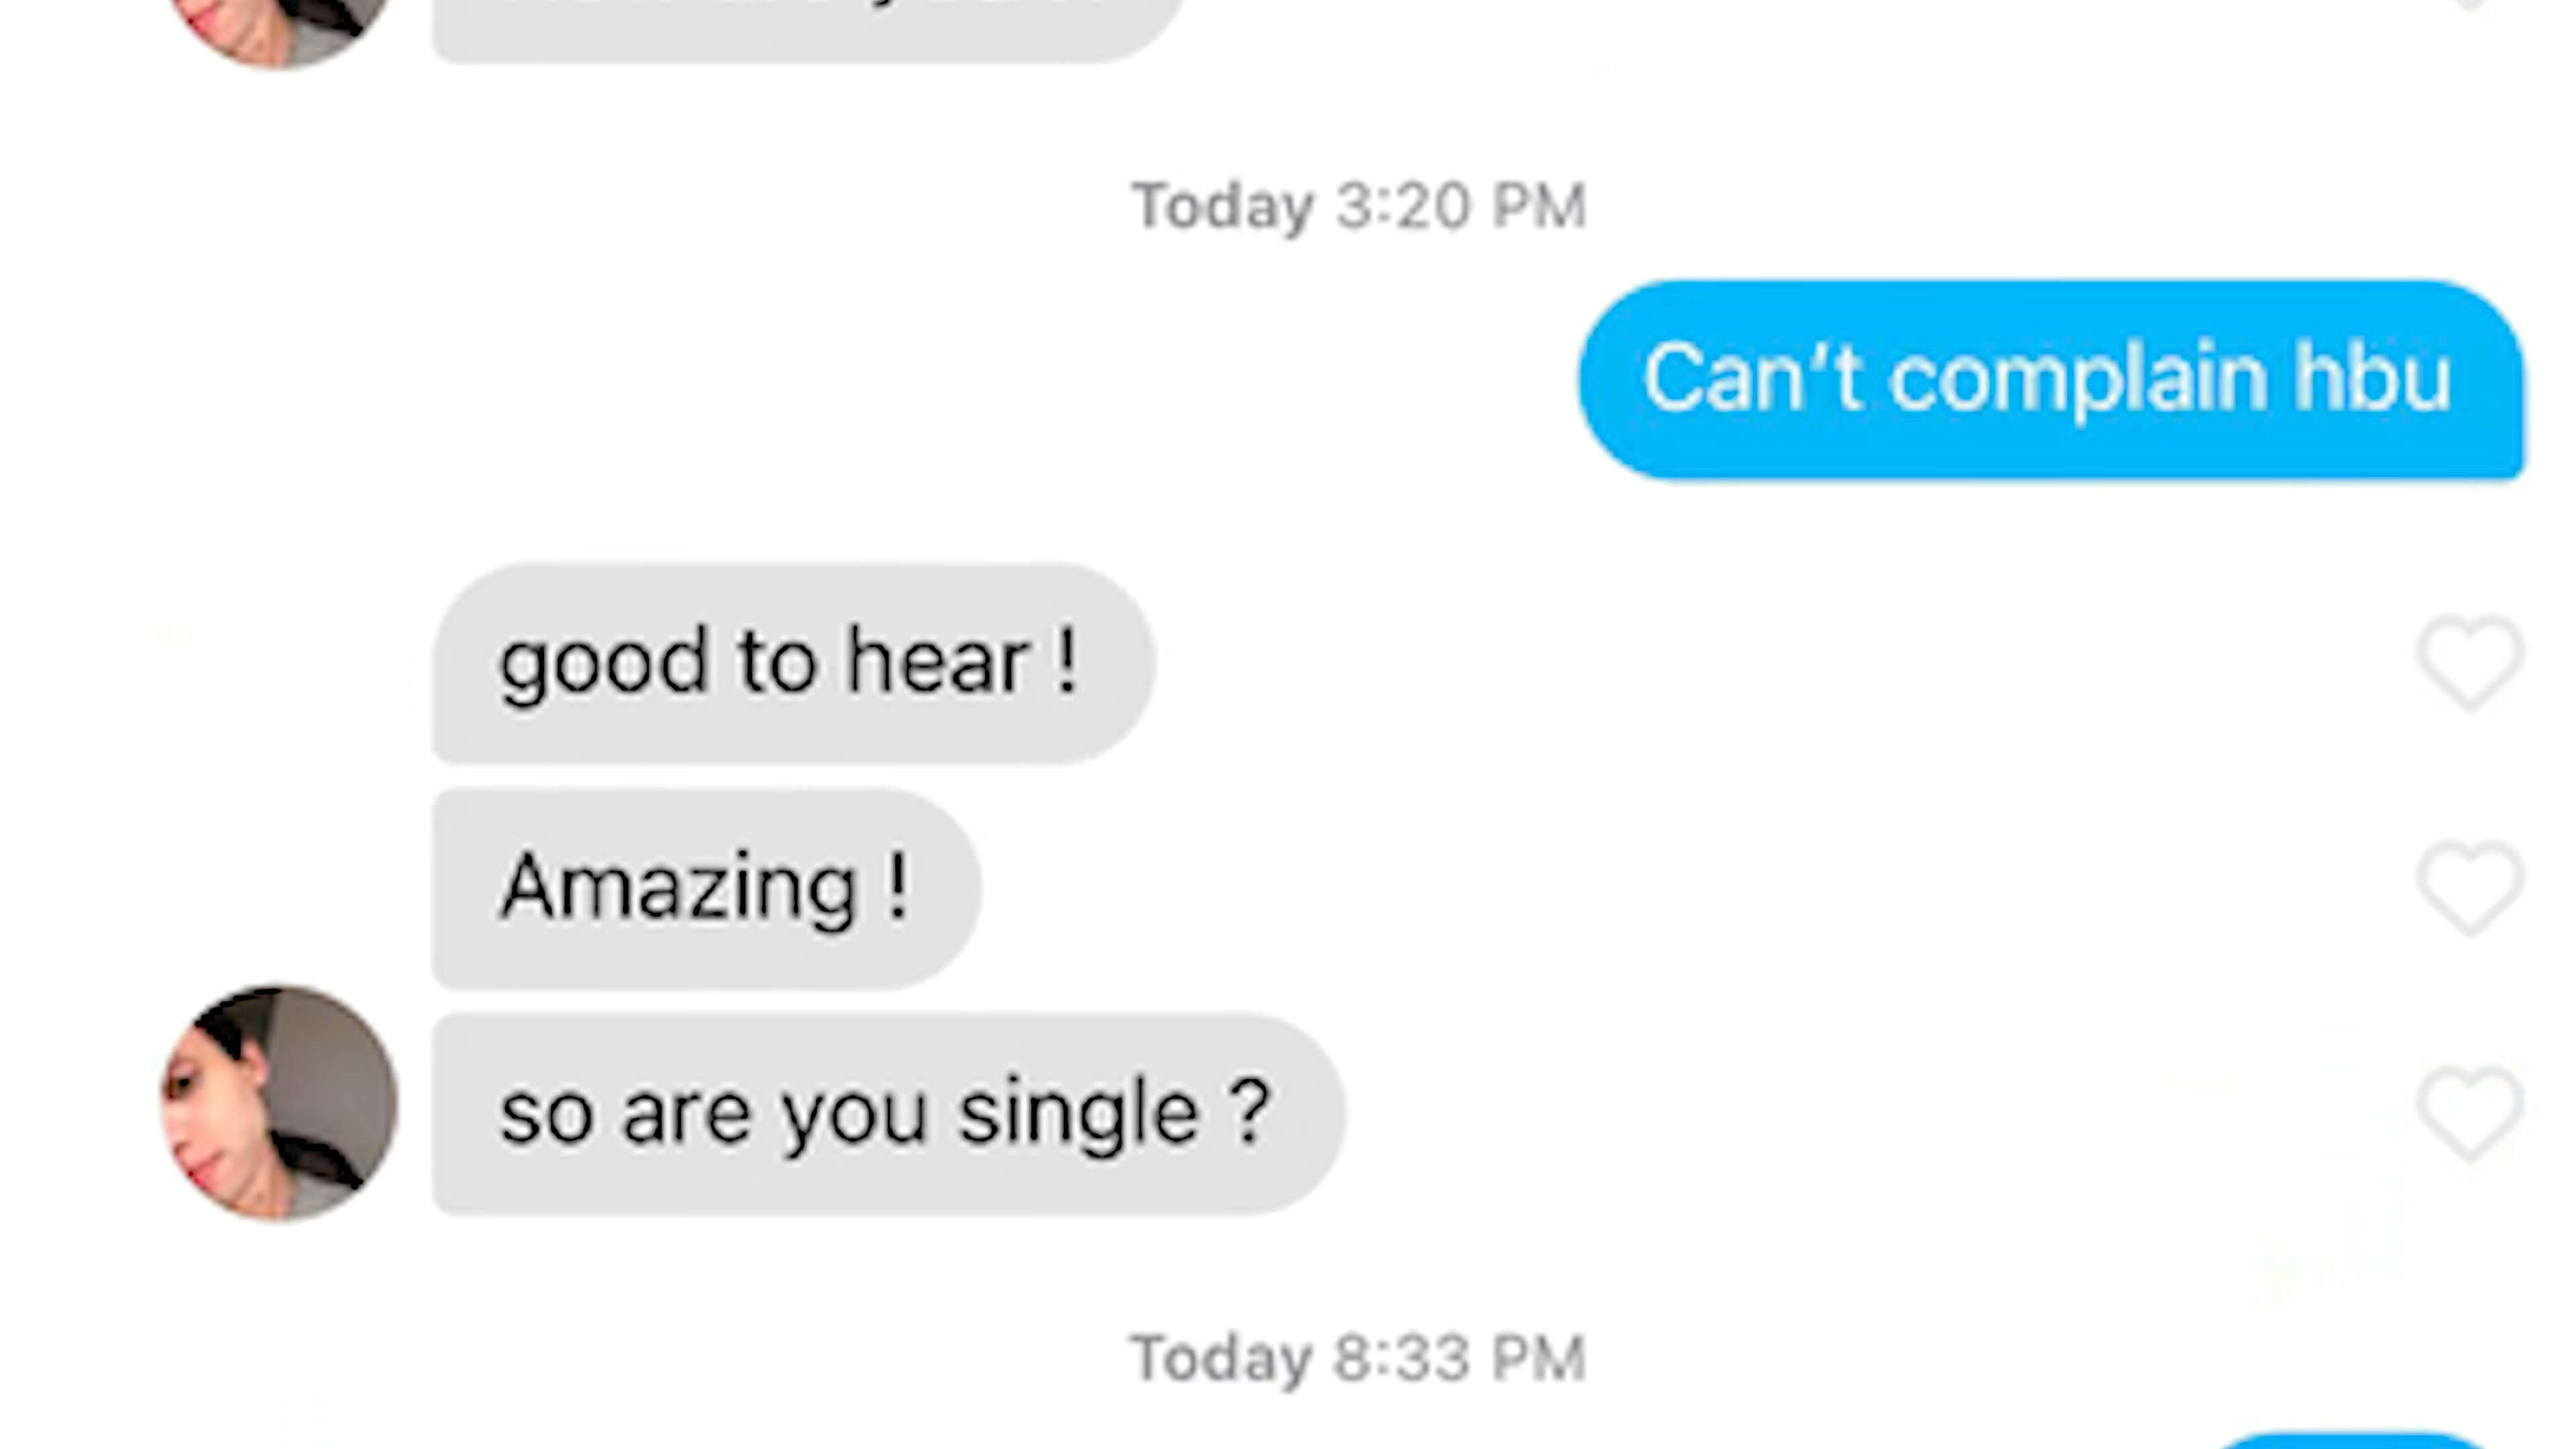 Today 3:20 PM
Can't complain hbu
good to hear !
Amazing !
so are you single ?
Today 8:33 PM